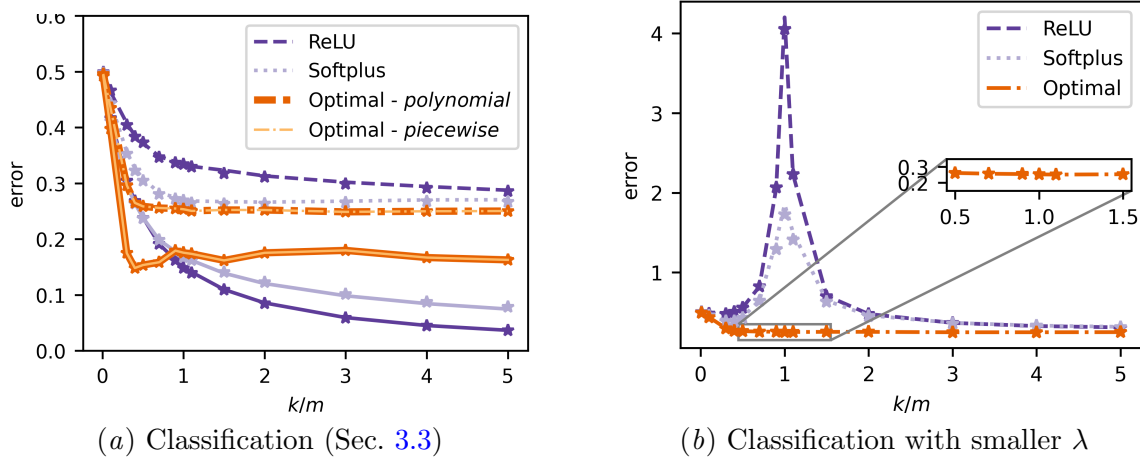 0.6
0.5
0.4
0.3
0.2
0.1
0.0
error
ReLU
Softplus
Optimal - polynomial
Optimal - piecewise
0 1 2 3 4 5
k/m
(a) Classification (Sec. 3.3)
4
3
2
1
error
ReLU
Softplus
Optimal
0.3
0.2
0.5 1.0 1.5
0 1 2 3 4 5
k/m
(b) Classification with smaller λ